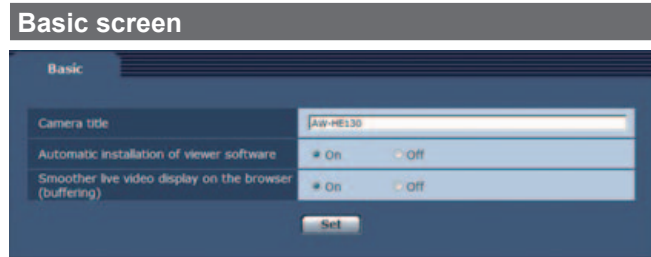 Basic screen
Basic
Camera title
AW-HE130
Automatic installation of viewer software
On Off
Smoother live video display on the browser
(buffering)
On Off
Set